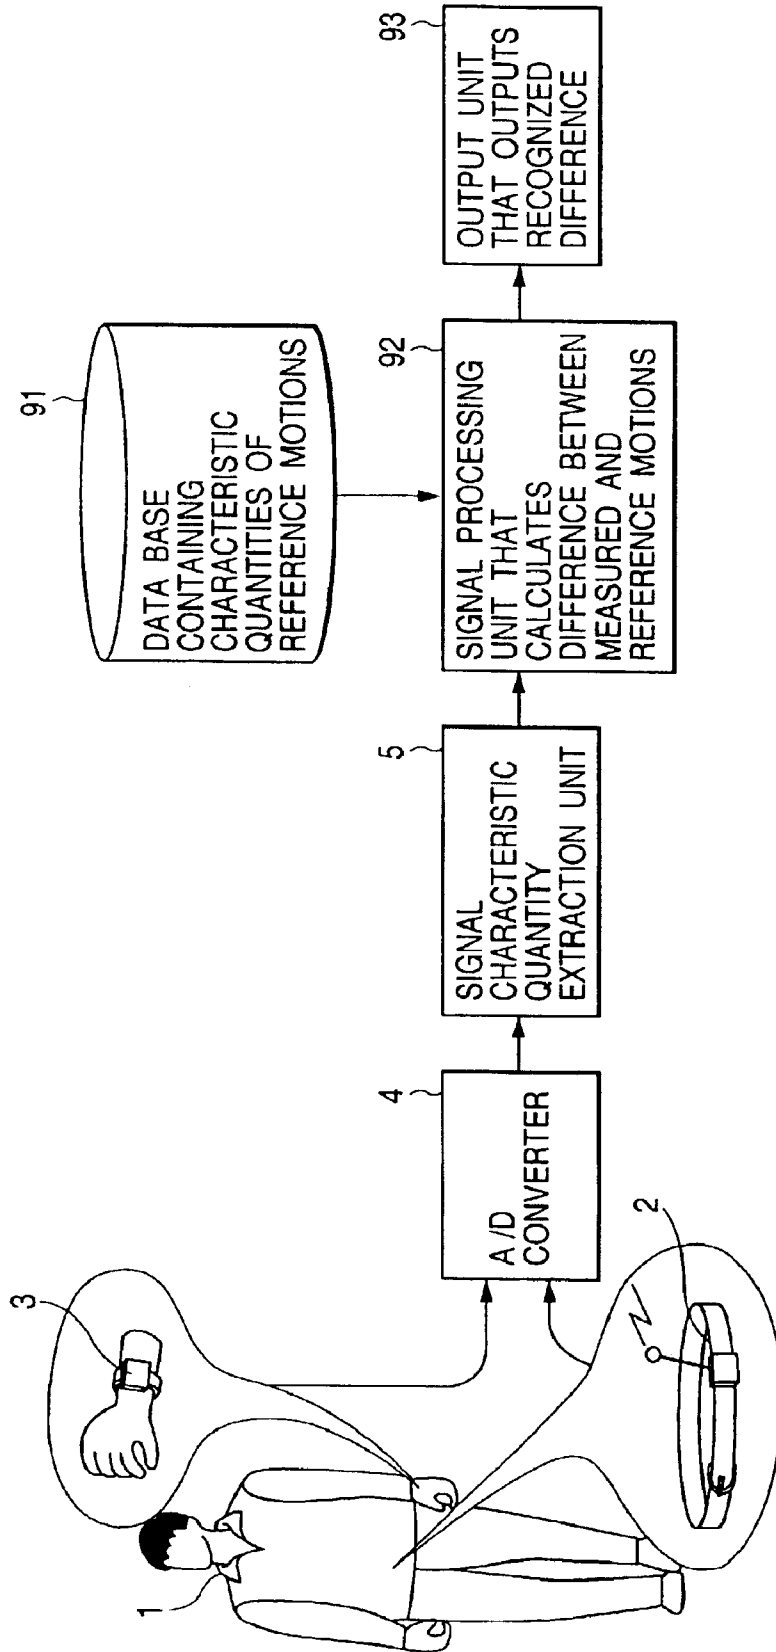 1
2
3
4
A/D
CONVERTER
5
SIGNAL
CHARACTERISTIC
QUANTITY
EXTRACTION UNIT
91
DATA BASE
CONTAINING
CHARACTERISTIC
QUANTITIES OF
REFERENCE MOTIONS
92
SIGNAL PROCESSING
UNIT THAT
CALCULATES
DIFFERENCE BETWEEN
MEASURED AND
REFERENCE MOTIONS
93
OUTPUT UNIT
THAT OUTPUTS
RECOGNIZED
DIFFERENCE